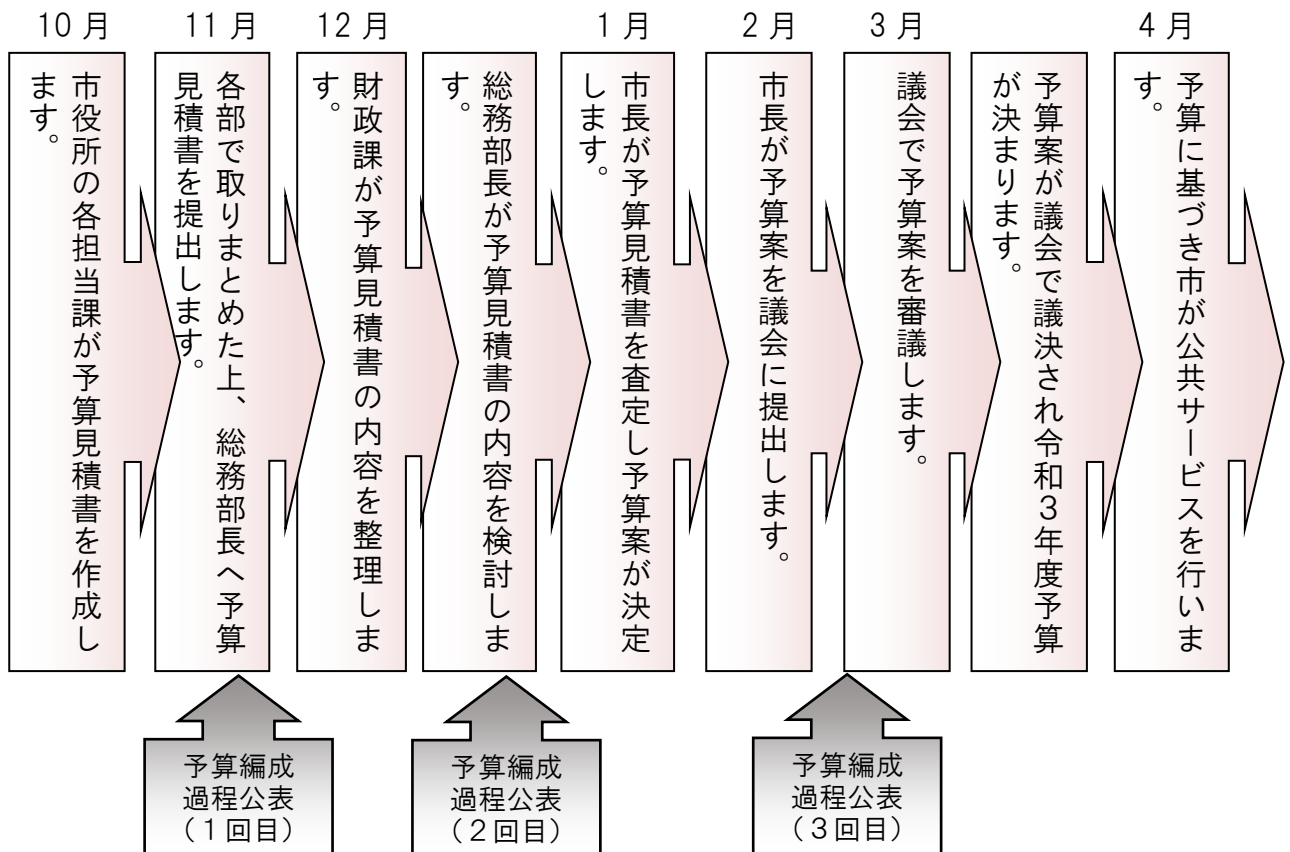 10月
市役所の各担当課が予算見積書を作成し
ます。
11月
各部で取りまとめた上、総務部長へ予算
見積書を提出します。
12月
財政課が予算見積書の内容を整理しま
す。
総務部長が予算見積書の内容を検討しま
す。
1月
市長が予算見積書を査定し予算案が決定
します。
2月
市長が予算案を議会に提出します。
3月
議会で予算案を審議します。
予算案が議会で議決され令和3年度予算
が決まります。
4月
予算に基づき市が公共サービスを行いま
す。
予算編成
過程公表
（1回目）
予算編成
過程公表
（2回目）
予算編成
過程公表
（3回目）